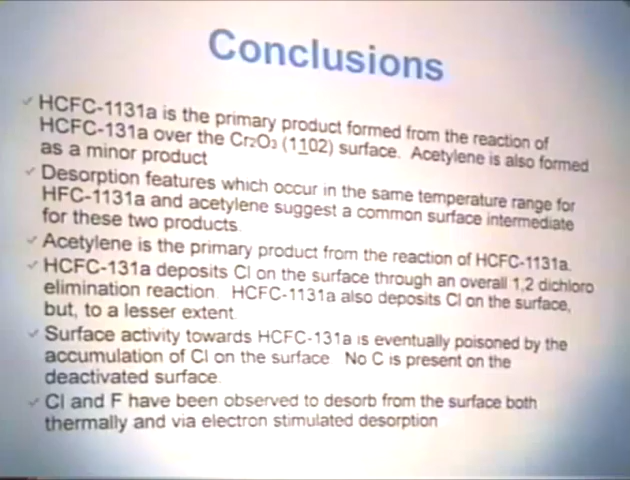 Conclusions
✓ HCFC-1131a is the primary product formed from the reaction of
HCFC-131a over the Cr₂O₃ (11̲02) surface. Acetylene is also formed
as a minor product
✓ Desorption features which occur in the same temperature range for
HFC-1131a and acetylene suggest a common surface intermediate
for these two products.
✓ Acetylene is the primary product from the reaction of HCFC-1131a.
✓ HCFC-131a deposits Cl on the surface through an overall 1,2 dichloro
elimination reaction. HCFC-1131a also deposits Cl on the surface,
but, to a lesser extent.
✓ Surface activity towards HCFC-131a is eventually poisoned by the
accumulation of Cl on the surface. No C is present on the
deactivated surface.
✓ Cl and F have been observed to desorb from the surface both
thermally and via electron stimulated desorption